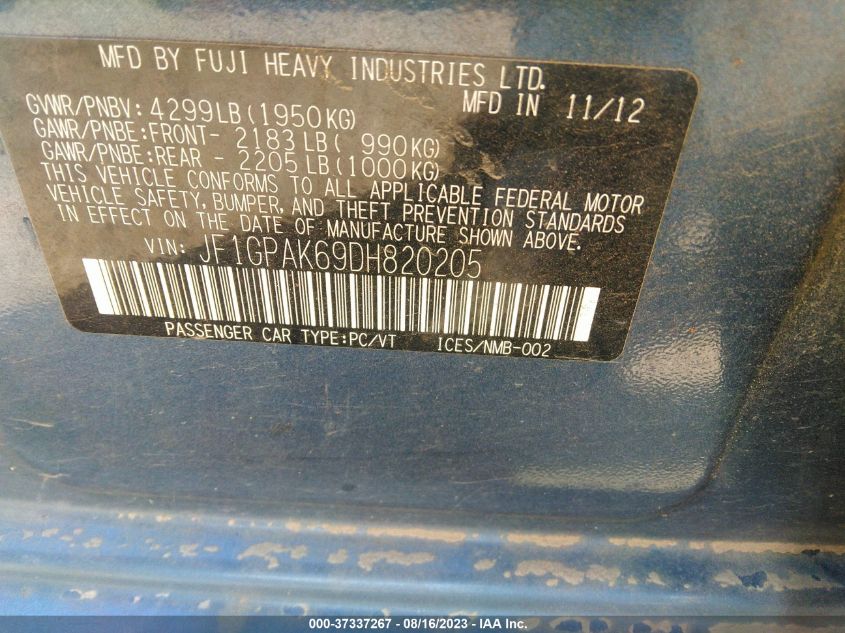 MFD BY FUJI HEAVY INDUSTRIES LTD.
MFD IN 11/12
GVWR/PNBV: 4299LB(1950KG)
GAWR/PNBE:FRONT- 2183LB( 990KG)
GAWR/PNBE:REAR - 2205LB(1000KG)
THIS VEHICLE CONFORMS TO ALL APPLICABLE FEDERAL MOTOR
VEHICLE SAFETY, BUMPER, AND THEFT PREVENTION STANDARDS
IN EFFECT ON THE DATE OF MANUFACTURE SHOWN ABOVE.
VIN: JF1GPAK69DH820205
PASSENGER CAR TYPE:PC/VT ICES/NMB-002
000-37337267 - 08/16/2023 - IAA Inc.